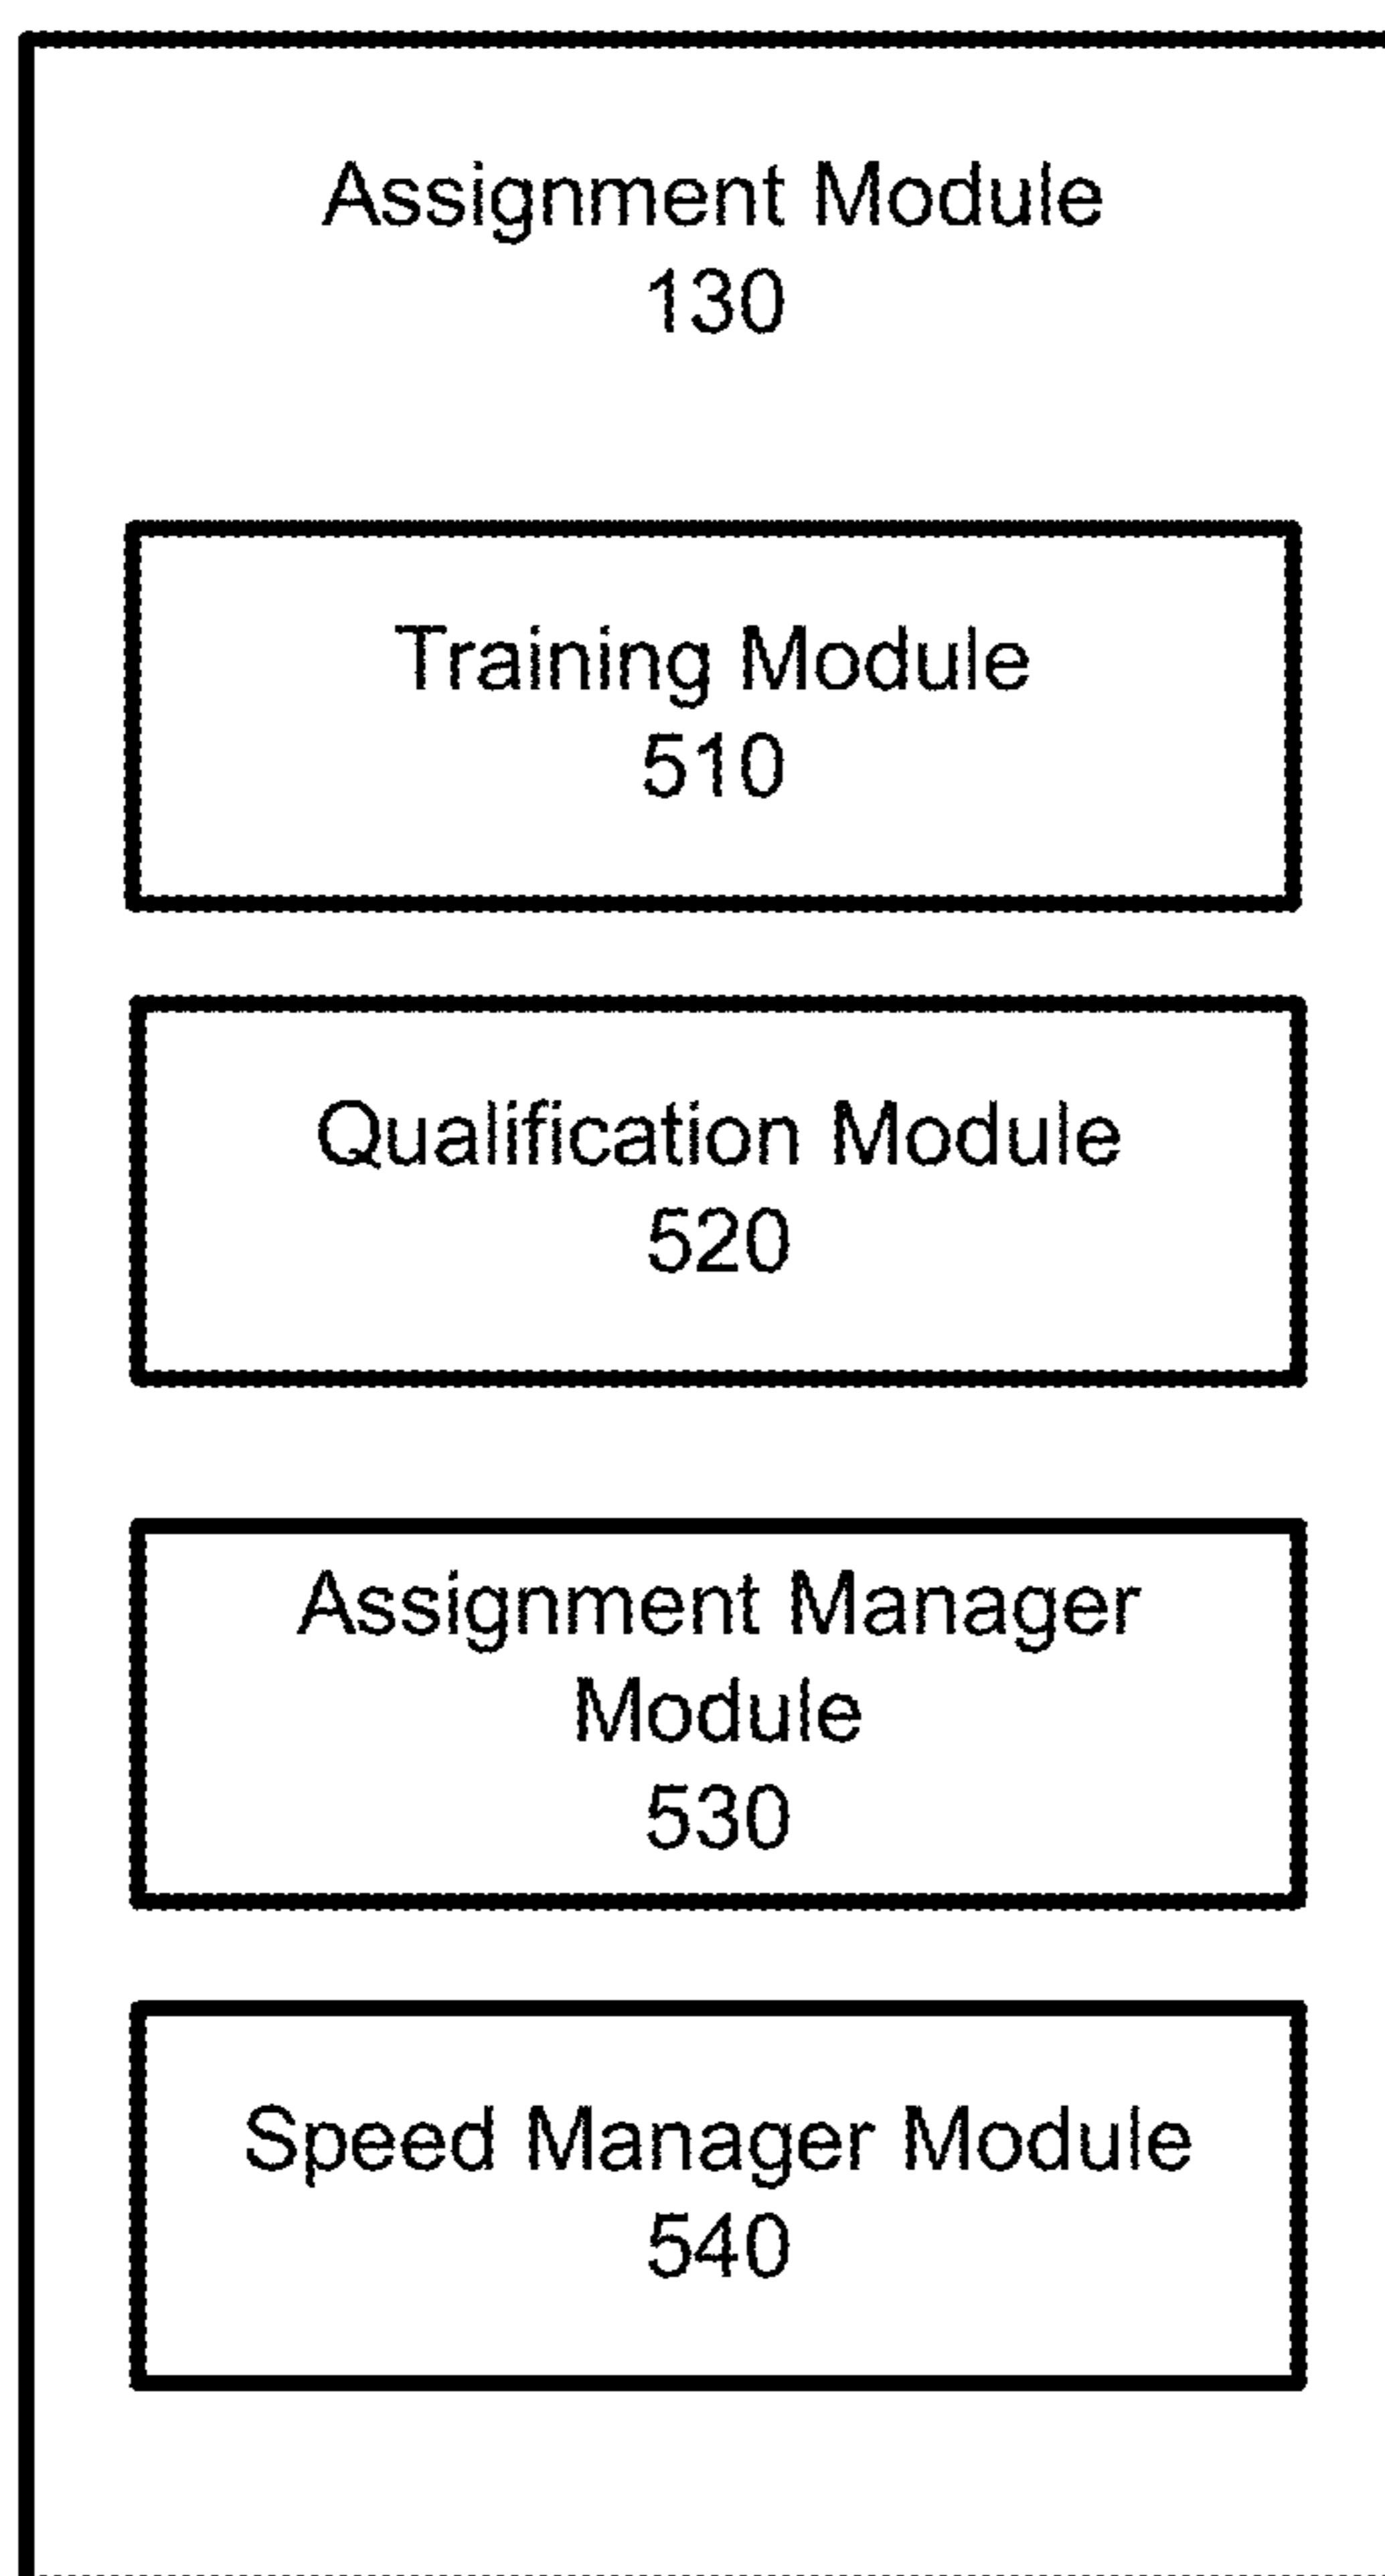 Assignment Module
130
Training Module
510
Qualification Module
520
Assignment Manager
Module
530
Speed Manager Module
540